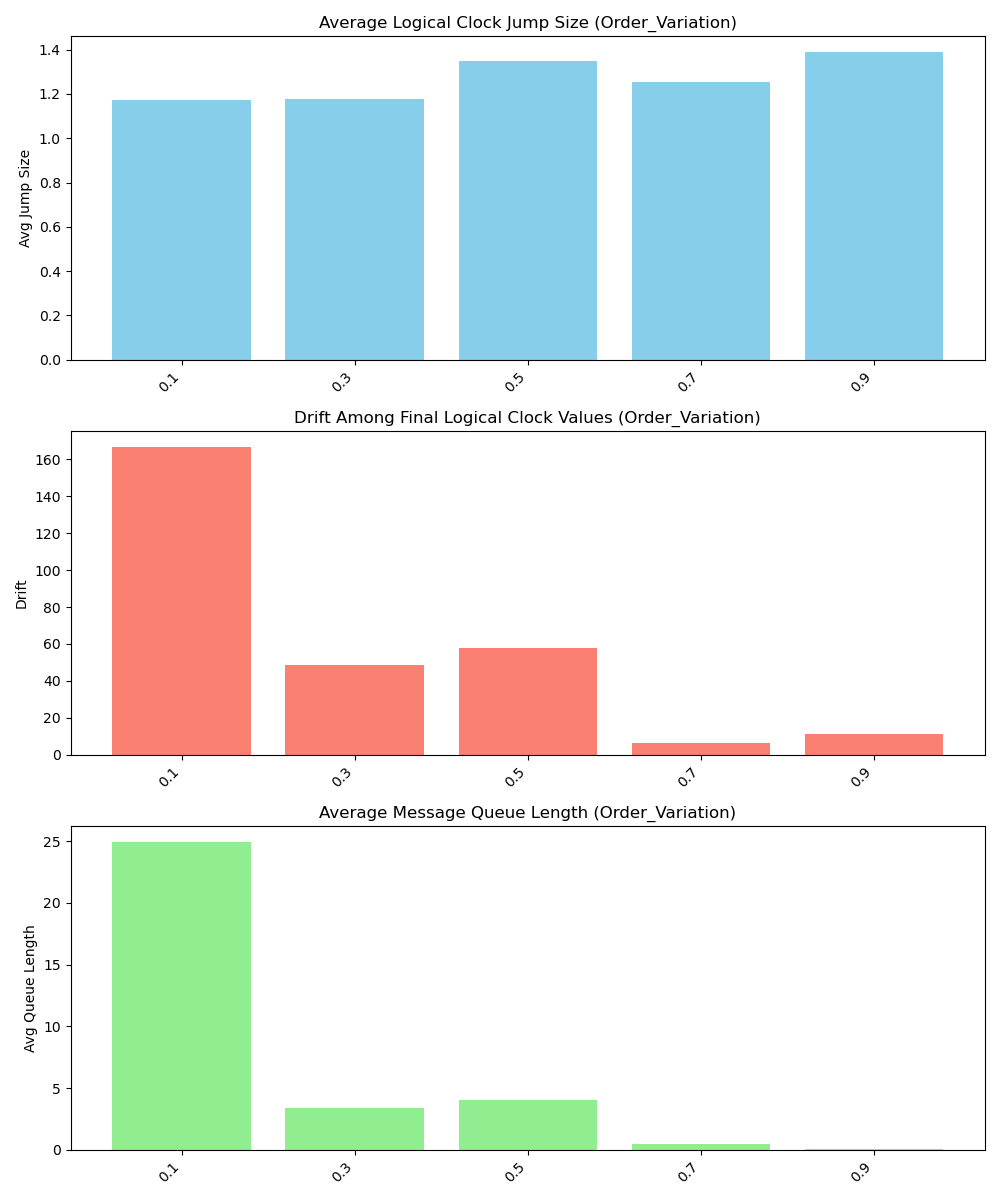 Average Logical Clock Jump Size (Order_Variation)
Avg Jump Size
1.4
1.2
1.0
0.8
0.6
0.4
0.2
0.0
0.1 0.3 0.5 0.7 0.9
Drift Among Final Logical Clock Values (Order_Variation)
Drift
160
140
120
100
80
60
40
20
0
0.1 0.3 0.5 0.7 0.9
Average Message Queue Length (Order_Variation)
Avg Queue Length
25
20
15
10
5
0
0.1 0.3 0.5 0.7 0.9